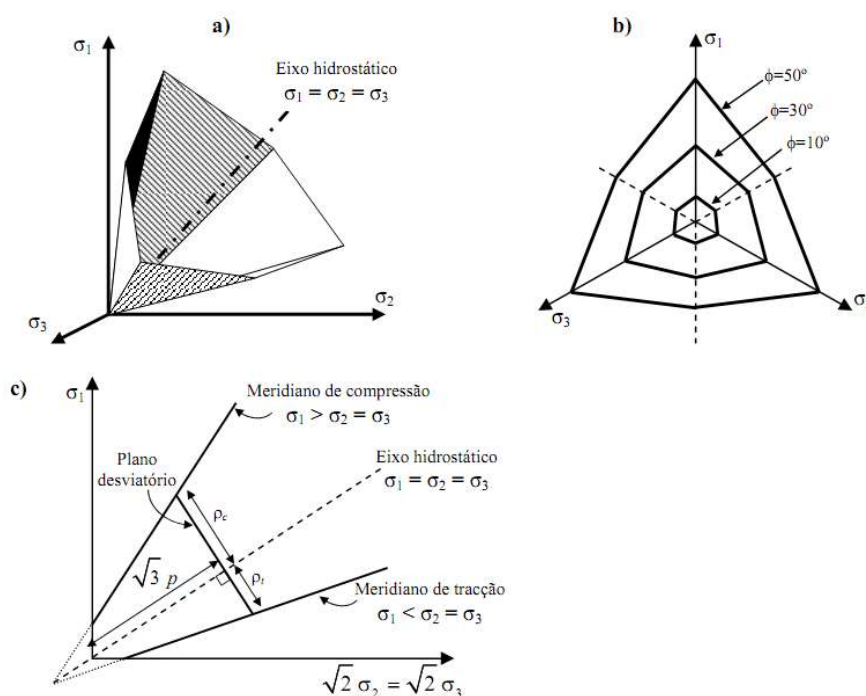 a)
σ₁
Eixo hidrostático
σ₁ = σ₂ = σ₃
σ₂
σ₃
b)
σ₁
ϕ=50º
ϕ=30º
ϕ=10º
σ₃
σ
c)
σ₁
Meridiano de compressão
σ₁ > σ₂ = σ₃
Plano
desviatório
Eixo hidrostático
σ₁ = σ₂ = σ₃
ρc
ρt
√3 p
Meridiano de tracção
σ₁ < σ₂ = σ₃
√2 σ₂ = √2 σ₃